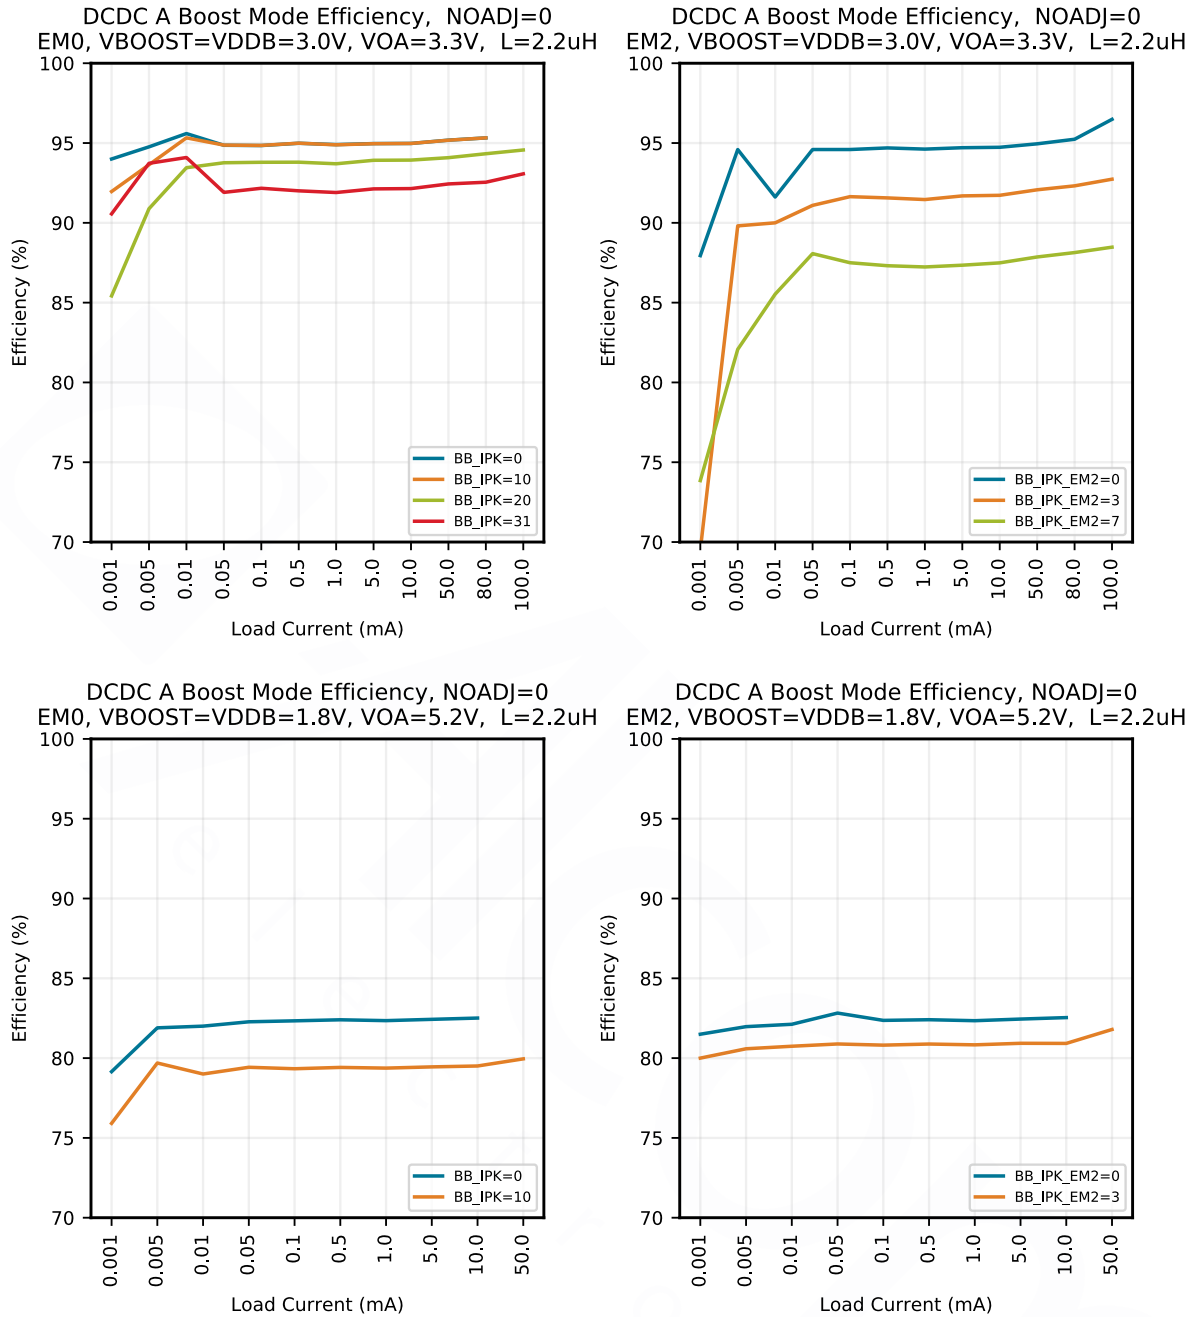 DCDC A Boost Mode Efficiency,  NOADJ=0
EM0, VBOOST=VDDB=3.0V, VOA=3.3V,  L=2.2uH
100
95
90
85
80
75
70
Efficiency (%)
BB_IPK=0
BB_IPK=10
BB_IPK=20
BB_IPK=31
0.001
0.005
0.01
0.05
0.1
0.5
1.0
5.0
10.0
50.0
80.0
100.0
Load Current (mA)
DCDC A Boost Mode Efficiency,  NOADJ=0
EM2, VBOOST=VDDB=3.0V, VOA=3.3V,  L=2.2uH
100
95
90
85
80
75
70
Efficiency (%)
BB_IPK_EM2=0
BB_IPK_EM2=3
BB_IPK_EM2=7
0.001
0.005
0.01
0.05
0.1
0.5
1.0
5.0
10.0
50.0
80.0
100.0
Load Current (mA)
DCDC A Boost Mode Efficiency, NOADJ=0
EM0, VBOOST=VDDB=1.8V, VOA=5.2V,  L=2.2uH
100
95
90
85
80
75
70
Efficiency (%)
BB_IPK=0
BB_IPK=10
0.001
0.005
0.01
0.05
0.1
0.5
1.0
5.0
10.0
50.0
Load Current (mA)
DCDC A Boost Mode Efficiency, NOADJ=0
EM2, VBOOST=VDDB=1.8V, VOA=5.2V,  L=2.2uH
100
95
90
85
80
75
70
Efficiency (%)
BB_IPK_EM2=0
BB_IPK_EM2=3
0.001
0.005
0.01
0.05
0.1
0.5
1.0
5.0
10.0
50.0
Load Current (mA)